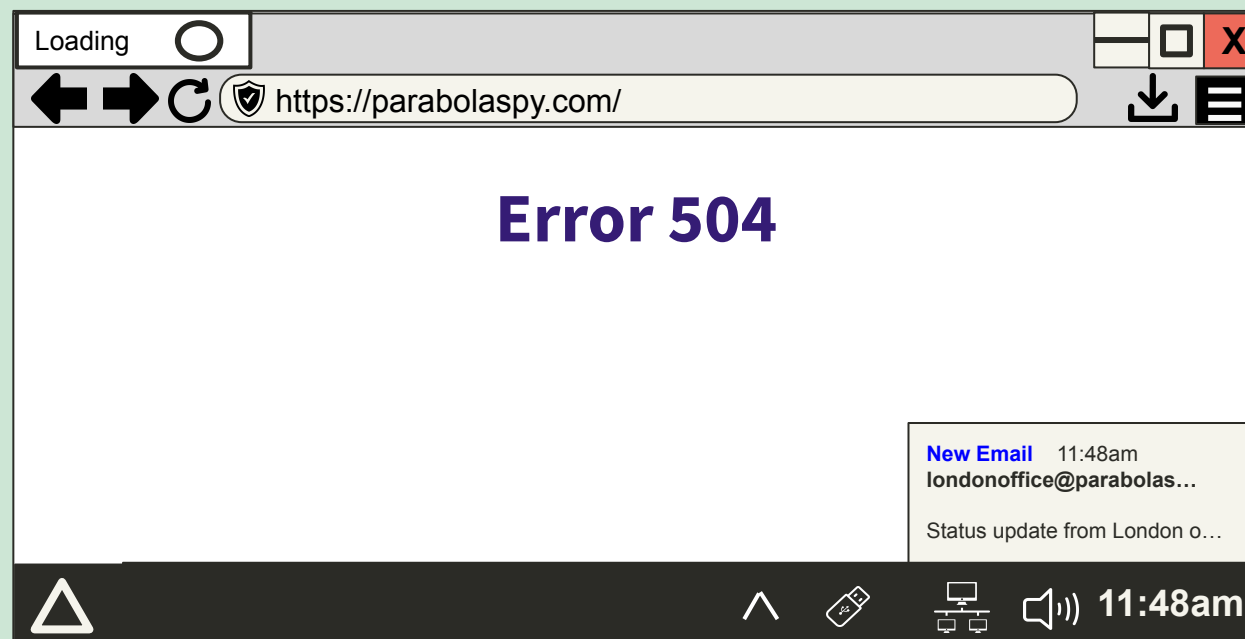 Loading
X
https://parabolaspy.com/
Error 504
New Email 11:48am
londonoffice@parabolas…
Status update from London o…
11:48am